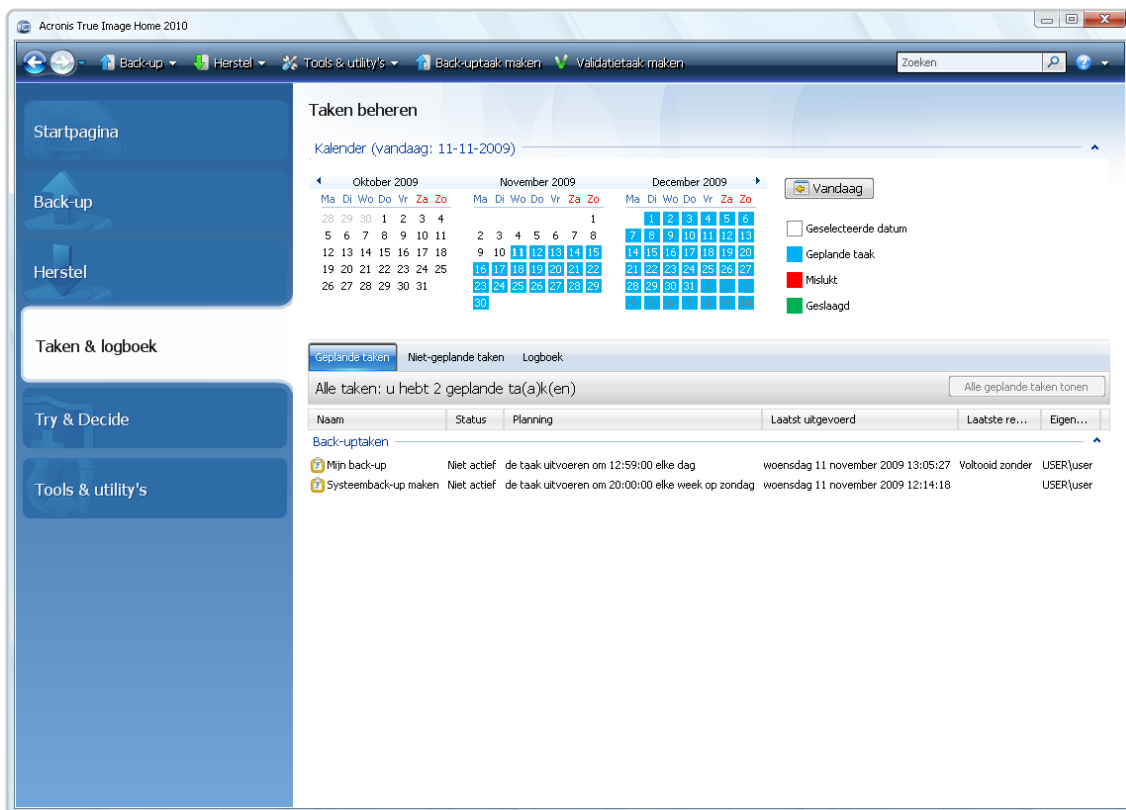 Acronis True Image Home 2010
Back-up Herstel Tools & utility's Back-uptaak maken Validatietaak maken Zoeken
Startpagina
Back-up
Herstel
Taken & logboek
Try & Decide
Tools & utility's
Taken beheren
Kalender (vandaag: 11-11-2009)
Oktober 2009
Ma Di Wo Do Vr Za Zo
28 29 30 1 2 3 4
5 6 7 8 9 10 11
12 13 14 15 16 17 18
19 20 21 22 23 24 25
26 27 28 29 30 31
November 2009
Ma Di Wo Do Vr Za Zo
1
2 3 4 5 6 7 8
9 10 11 12 13 14 15
16 17 18 19 20 21 22
23 24 25 26 27 28 29
30
December 2009
Ma Di Wo Do Vr Za Zo
1 2 3 4 5 6
7 8 9 10 11 12 13
14 15 16 17 18 19 20
21 22 23 24 25 26 27
28 29 30 31
Vandaag
Geselecteerde datum
Geplande taak
Mislukt
Geslaagd
Geplande taken Niet-geplande taken Logboek
Alle taken: u hebt 2 geplande ta(a)k(en) Alle geplande taken tonen
Naam Status Planning Laatst uitgevoerd Laatste re... Eigen...
Back-uptaken
Mijn back-up Niet actief de taak uitvoeren om 12:59:00 elke dag woensdag 11 november 2009 13:05:27 Voltooid zonder USER\user
Systeemback-up maken Niet actief de taak uitvoeren om 20:00:00 elke week op zondag woensdag 11 november 2009 12:14:18 USER\user